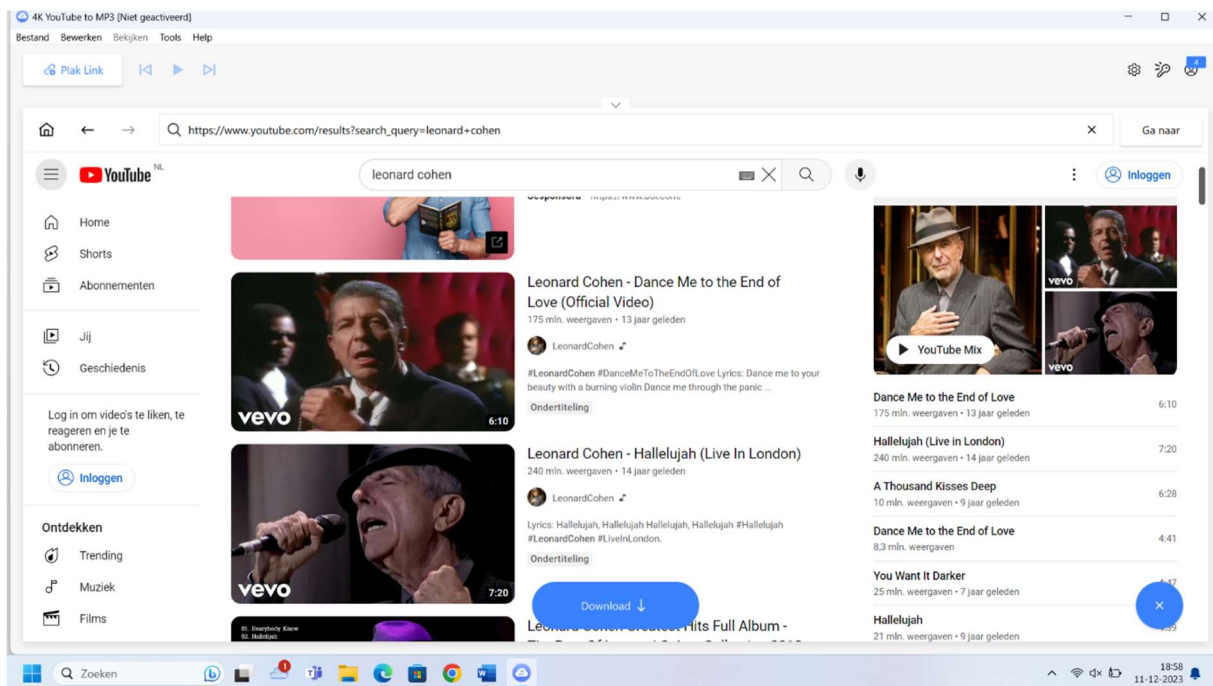 4K YouTube to MP3 [Niet geactiveerd]
Bestand Bewerken Bekijken Tools Help
Plak Link
4
https://www.youtube.com/results?search_query=leonard+cohen
Ga naar
YouTube NL
leonard cohen
Inloggen
Home
Shorts
Abonnementen
Jij
Geschiedenis
Log in om video's te liken, te
reageren en je te
abonneren.
Inloggen
Ontdekken
Trending
Muziek
Films
Gesponsord
Leonard Cohen - Dance Me to the End of
Love (Official Video)
175 mln. weergaven • 13 jaar geleden
LeonardCohen
#LeonardCohen #DanceMeToTheEndOfLove Lyrics: Dance me to your
beauty with a burning violin Dance me through the panic ...
Ondertiteling
vevo
6:10
Leonard Cohen - Hallelujah (Live In London)
240 mln. weergaven • 14 jaar geleden
LeonardCohen
Lyrics: Hallelujah, Hallelujah Hallelujah, Hallelujah #Hallelujah
#LeonardCohen #LiveInLondon.
Ondertiteling
vevo
7:20
Download
01. Everybody Know
02. Halleluiah
Hits Full Album -
vevo
vevo
YouTube Mix
Dance Me to the End of Love
6:10
175 mln. weergaven • 13 jaar geleden
Hallelujah (Live in London)
7:20
240 mln. weergaven • 14 jaar geleden
A Thousand Kisses Deep
6:28
10 mln. weergaven • 9 jaar geleden
Dance Me to the End of Love
4:41
8,3 mln. weergaven
You Want It Darker
25 mln. weergaven • 7 jaar geleden
Hallelujah
21 mln. weergaven • 9 jaar geleden
Zoeken
1
18:58
11-12-2023